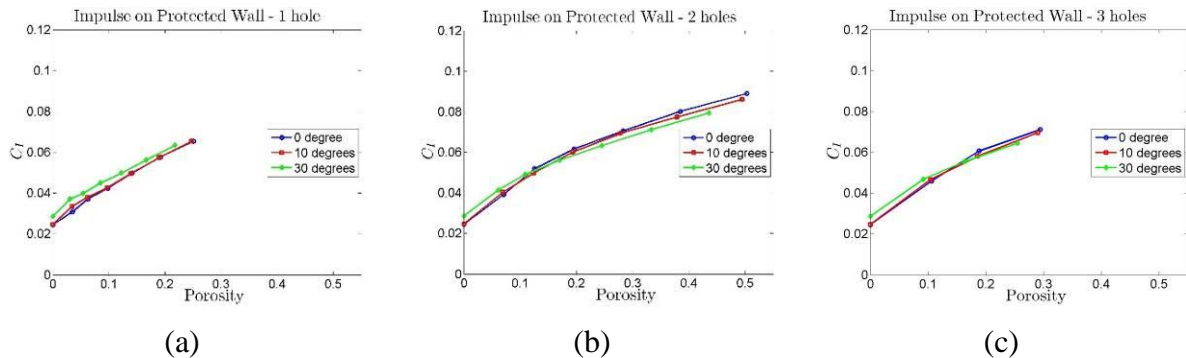 Impulse on Protected Wall - 1 hole
0.12
0.1
0.08
0.06
0.04
0.02
0
C_I
0 degree
10 degrees
30 degrees
0 0.1 0.2 0.3 0.4 0.5
Porosity
(a)
Impulse on Protected Wall - 2 holes
0.12
0.1
0.08
0.06
0.04
0.02
0
C_I
0 degree
10 degrees
30 degrees
0 0.1 0.2 0.3 0.4 0.5
Porosity
(b)
Impulse on Protected Wall - 3 holes
0.12
0.1
0.08
0.06
0.04
0.02
0
C_I
0 degree
10 degrees
30 degrees
0 0.1 0.2 0.3 0.4 0.5
Porosity
(c)